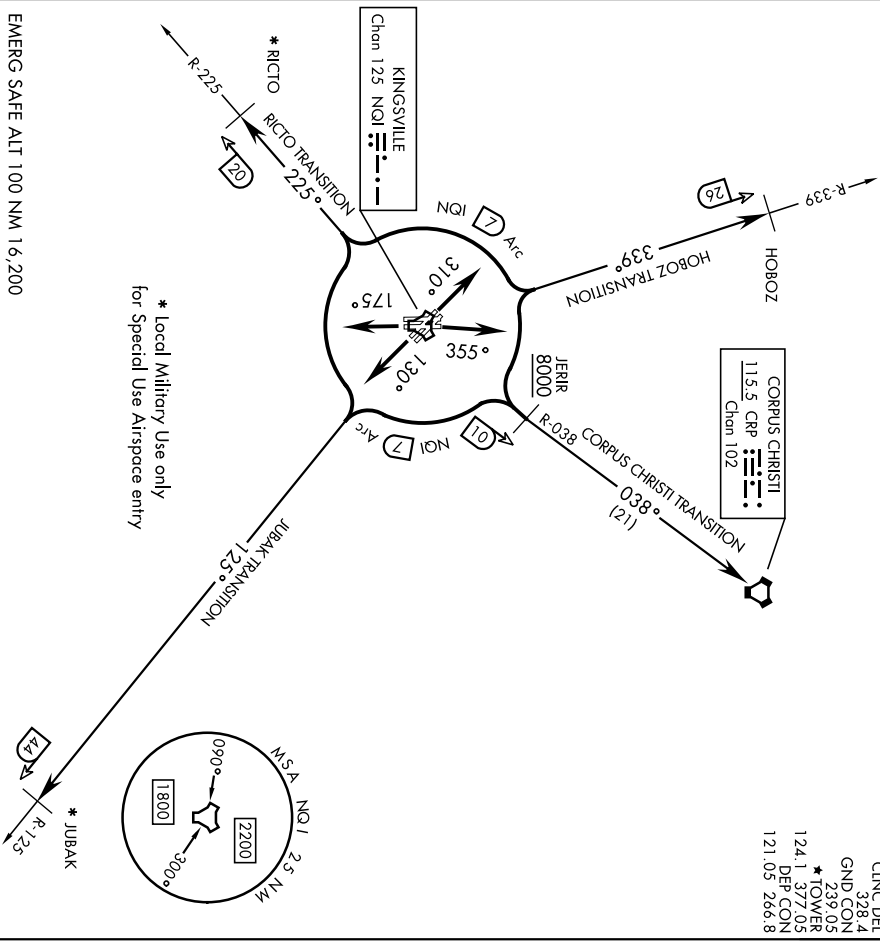 CLNC DEL
328.4
GND CON
239.05
★ TOWER
124.1 377.05
DEP CON
121.05 266.8
R-339
HOBOZ
26
HOBOZ TRANSITION
339°
CORPUS CHRISTI
115.5 CRP
Chan 102
CORPUS CHRISTI TRANSITION
038°
(21)
R-038
JERIR
8000
10
NQI 7 Arc
355°
310°
130°
175°
NQI 7 Arc
KINGSVILLE
Chan 125 NQI
RICTO TRANSITION
225°
20
* RICTO
R-225
JUBAK TRANSITION
125°
44
* JUBAK
R-125
MSA NQI 25 NM
090°
2200
1800
300°
* Local Military Use only
for Special Use Airspace entry
EMERG SAFE ALT 100 NM 16,200